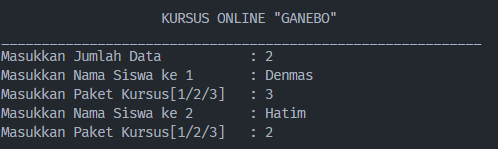 KURSUS ONLINE "GANEBO"
Masukkan Jumlah Data : 2
Masukkan Nama Siswa ke 1 : Denmas
Masukkan Paket Kursus[1/2/3] : 3
Masukkan Nama Siswa ke 2 : Hatim
Masukkan Paket Kursus[1/2/3] : 2